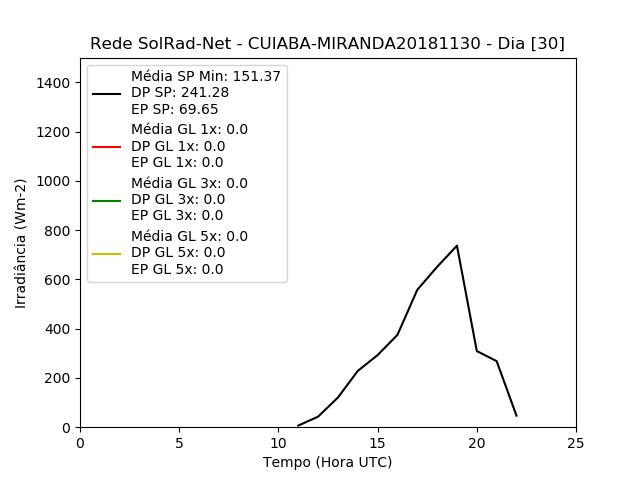 Rede SolRad-Net - CUIABA-MIRANDA20181130 - Dia [30]
Média SP Min: 151.37
DP SP: 241.28
EP SP: 69.65
Média GL 1x: 0.0
DP GL 1x: 0.0
EP GL 1x: 0.0
Média GL 3x: 0.0
DP GL 3x: 0.0
EP GL 3x: 0.0
Média GL 5x: 0.0
DP GL 5x: 0.0
EP GL 5x: 0.0
1400
1200
1000
800
600
400
200
0
Irradiância (Wm-2)
0 5 10 15 20 25
Tempo (Hora UTC)